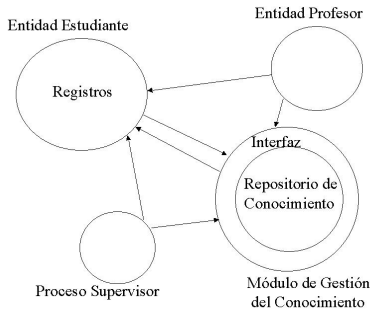 Entidad Profesor
Entidad Estudiante
Registros
Interfaz
Repositorio de
Conocimiento
Proceso Supervisor
Módulo de Gestión
del Conocimiento